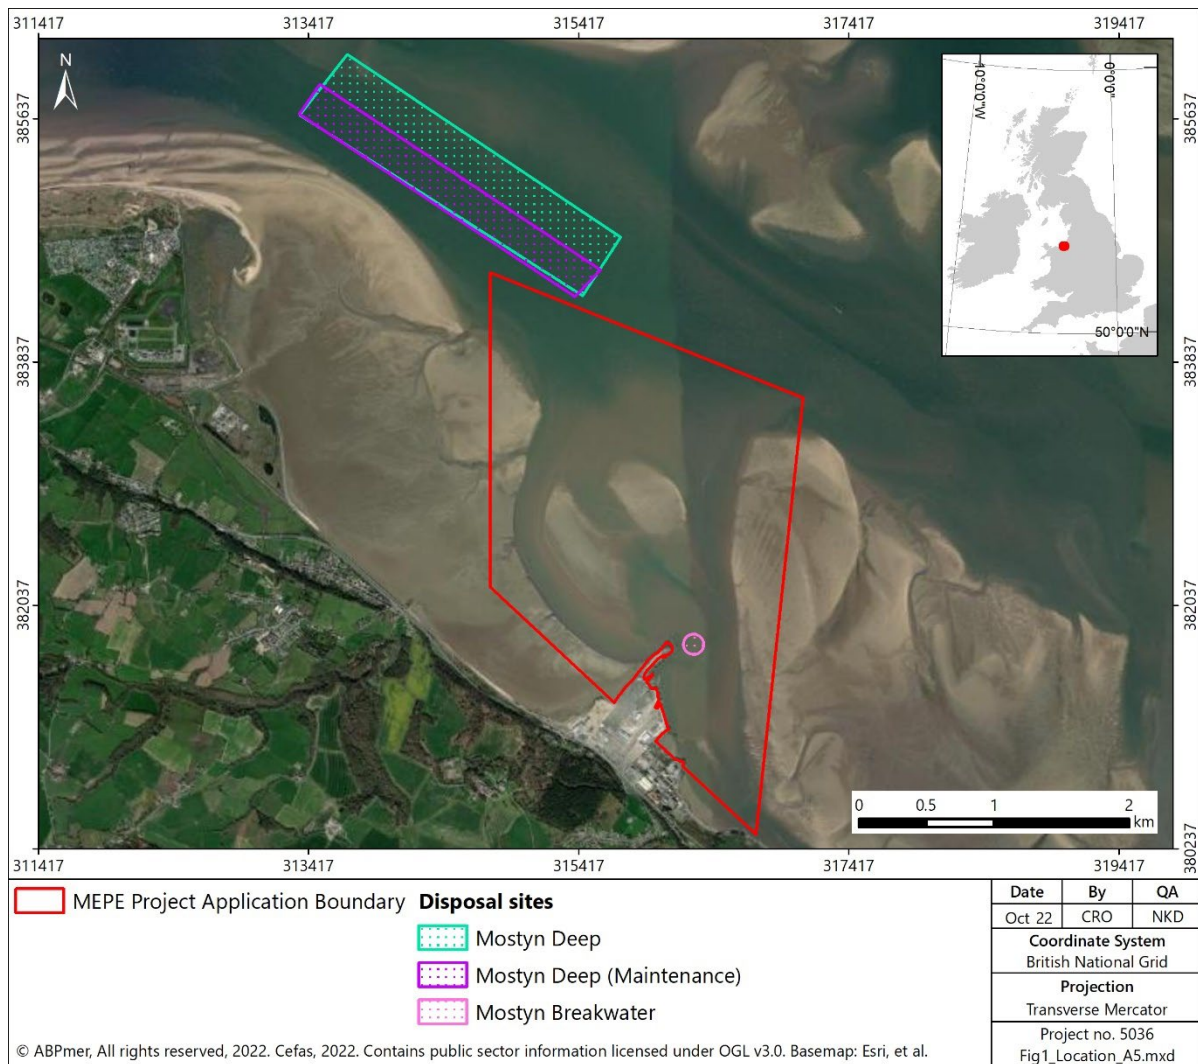 311417 313417 315417 317417 319417
N
10°0'0"W
0°0'0"
50°0'0"N
385637 385637
383837 383837
382037 382037
380237
0 0.5 1 2
km
311417 313417 315417 317417 319417
MEPE Project Application Boundary
Disposal sites
Mostyn Deep
Mostyn Deep (Maintenance)
Mostyn Breakwater
© ABPmer, All rights reserved, 2022. Cefas, 2022. Contains public sector information licensed under OGL v3.0. Basemap: Esri, et al.
Date By QA
Oct 22 CRO NKD
Coordinate System
British National Grid
Projection
Transverse Mercator
Project no. 5036
Fig1_Location_A5.mxd